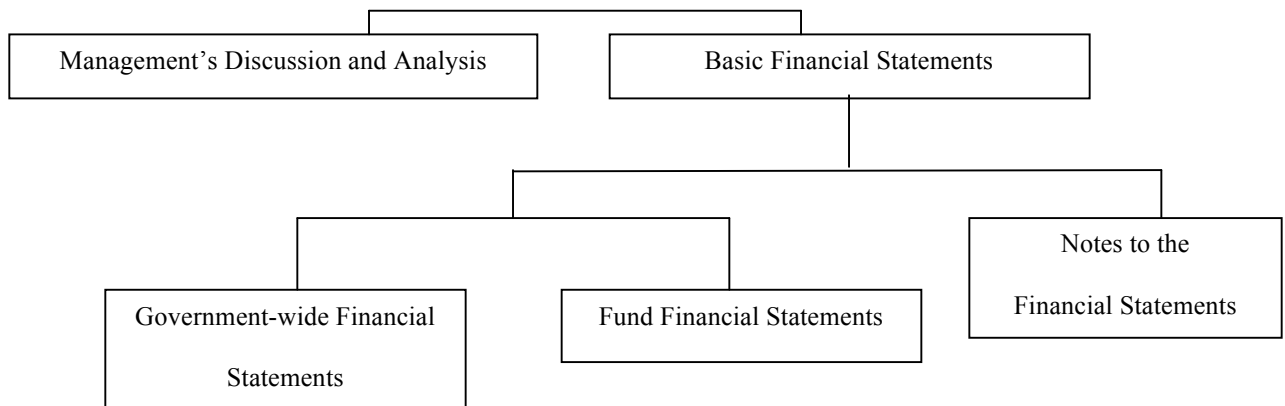 Management’s Discussion and Analysis
Basic Financial Statements
Government-wide Financial
Statements
Fund Financial Statements
Notes to the
Financial Statements